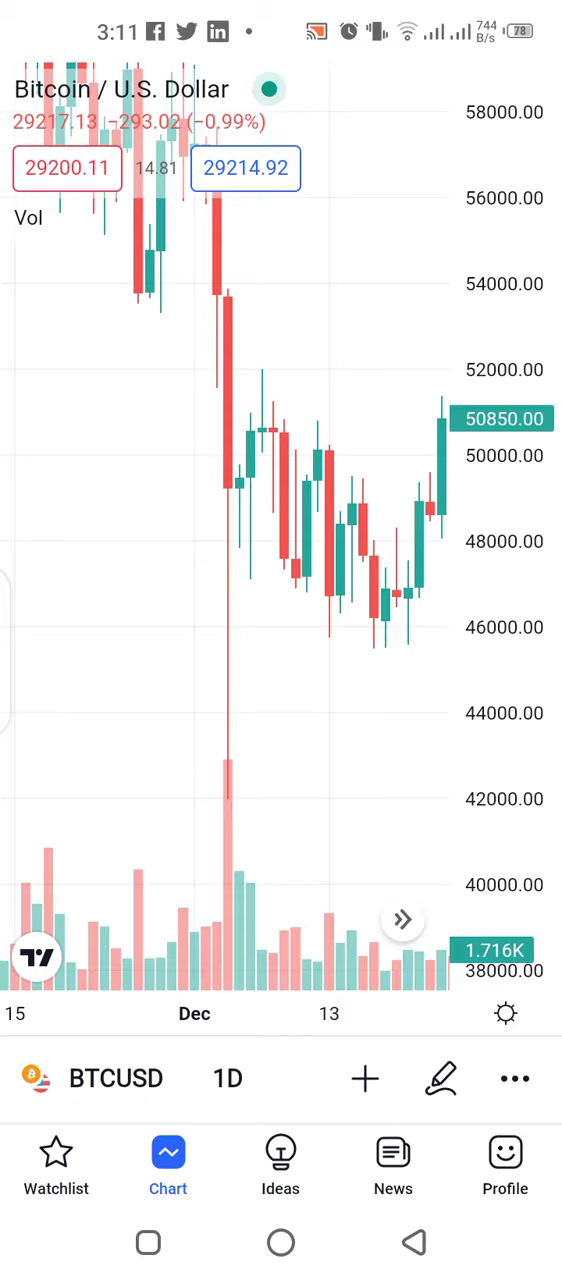 3:11 744 B/s 78
58000.00
Bitcoin / U.S. Dollar
29217.13 −293.02 (−0.99%)
29200.11 14.81 29214.92
56000.00
Vol
54000.00
52000.00
50850.00
50000.00
48000.00
46000.00
44000.00
42000.00
40000.00
1.716K
38000.00
15 Dec 13
BTCUSD 1D
Watchlist Chart Ideas News Profile